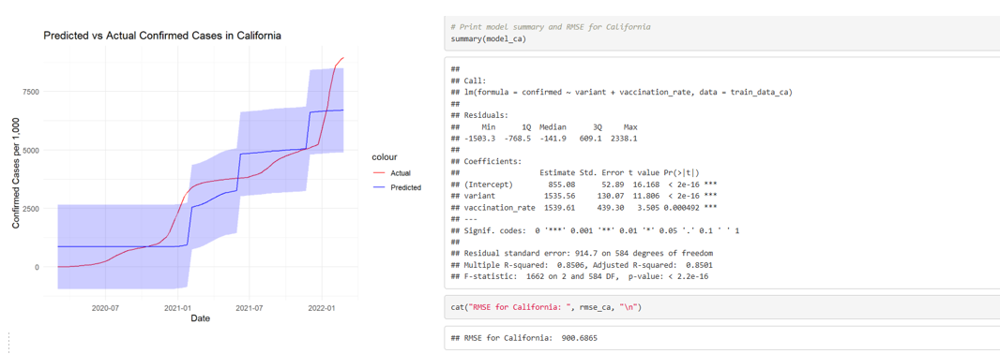 Predicted vs Actual Confirmed Cases in California
Confirmed Cases per 1,000
7500
5000
2500
0
2020-07
2021-01
2021-07
2022-01
Date
colour
Actual
Predicted
# Print model summary and RMSE for California
summary(model_ca)
##
## Call:
## lm(formula = confirmed ~ variant + vaccination_rate, data = train_data_ca)
##
## Residuals:
##     Min      1Q  Median      3Q     Max
## -1503.3  -768.5  -141.9   609.1  2338.1
##
## Coefficients:
##                  Estimate Std. Error t value Pr(>|t|)
## (Intercept)        855.08      52.89  16.168  < 2e-16 ***
## variant           1535.56     130.07  11.806  < 2e-16 ***
## vaccination_rate  1539.61     439.30   3.505 0.000492 ***
## ---
## Signif. codes:  0 '***' 0.001 '**' 0.01 '*' 0.05 '.' 0.1 ' ' 1
##
## Residual standard error: 914.7 on 584 degrees of freedom
## Multiple R-squared:  0.8506, Adjusted R-squared:  0.8501
## F-statistic:  1662 on 2 and 584 DF,  p-value: < 2.2e-16
cat("RMSE for California: ", rmse_ca, "\n")
## RMSE for California:  900.6865